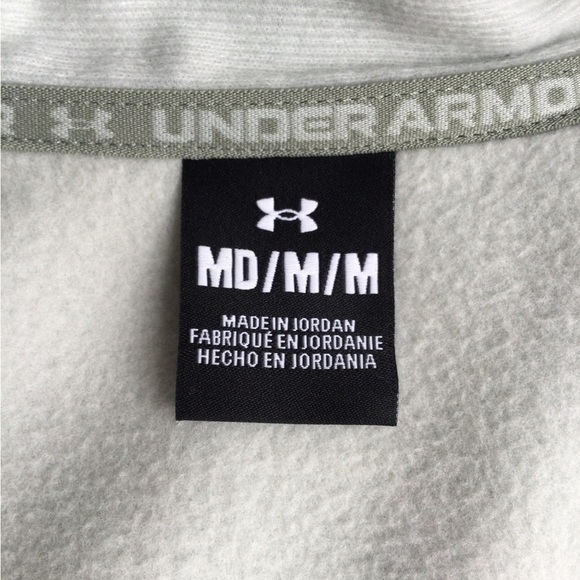 R UNDER ARMO
MD/M/M
MADE IN JORDAN
FABRIQUÉ EN JORDANIE
HECHO EN JORDANIA